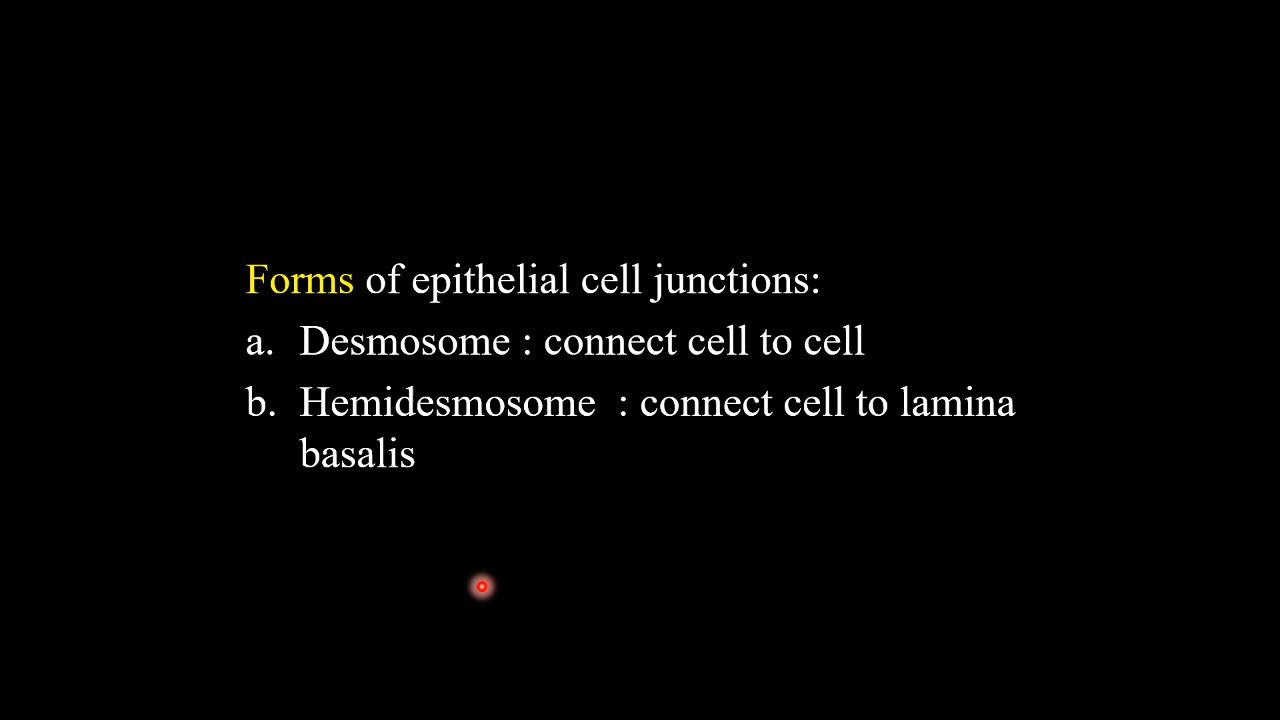 Forms of epithelial cell junctions:
a. Desmosome : connect cell to cell
b. Hemidesmosome  : connect cell to lamina
basalis